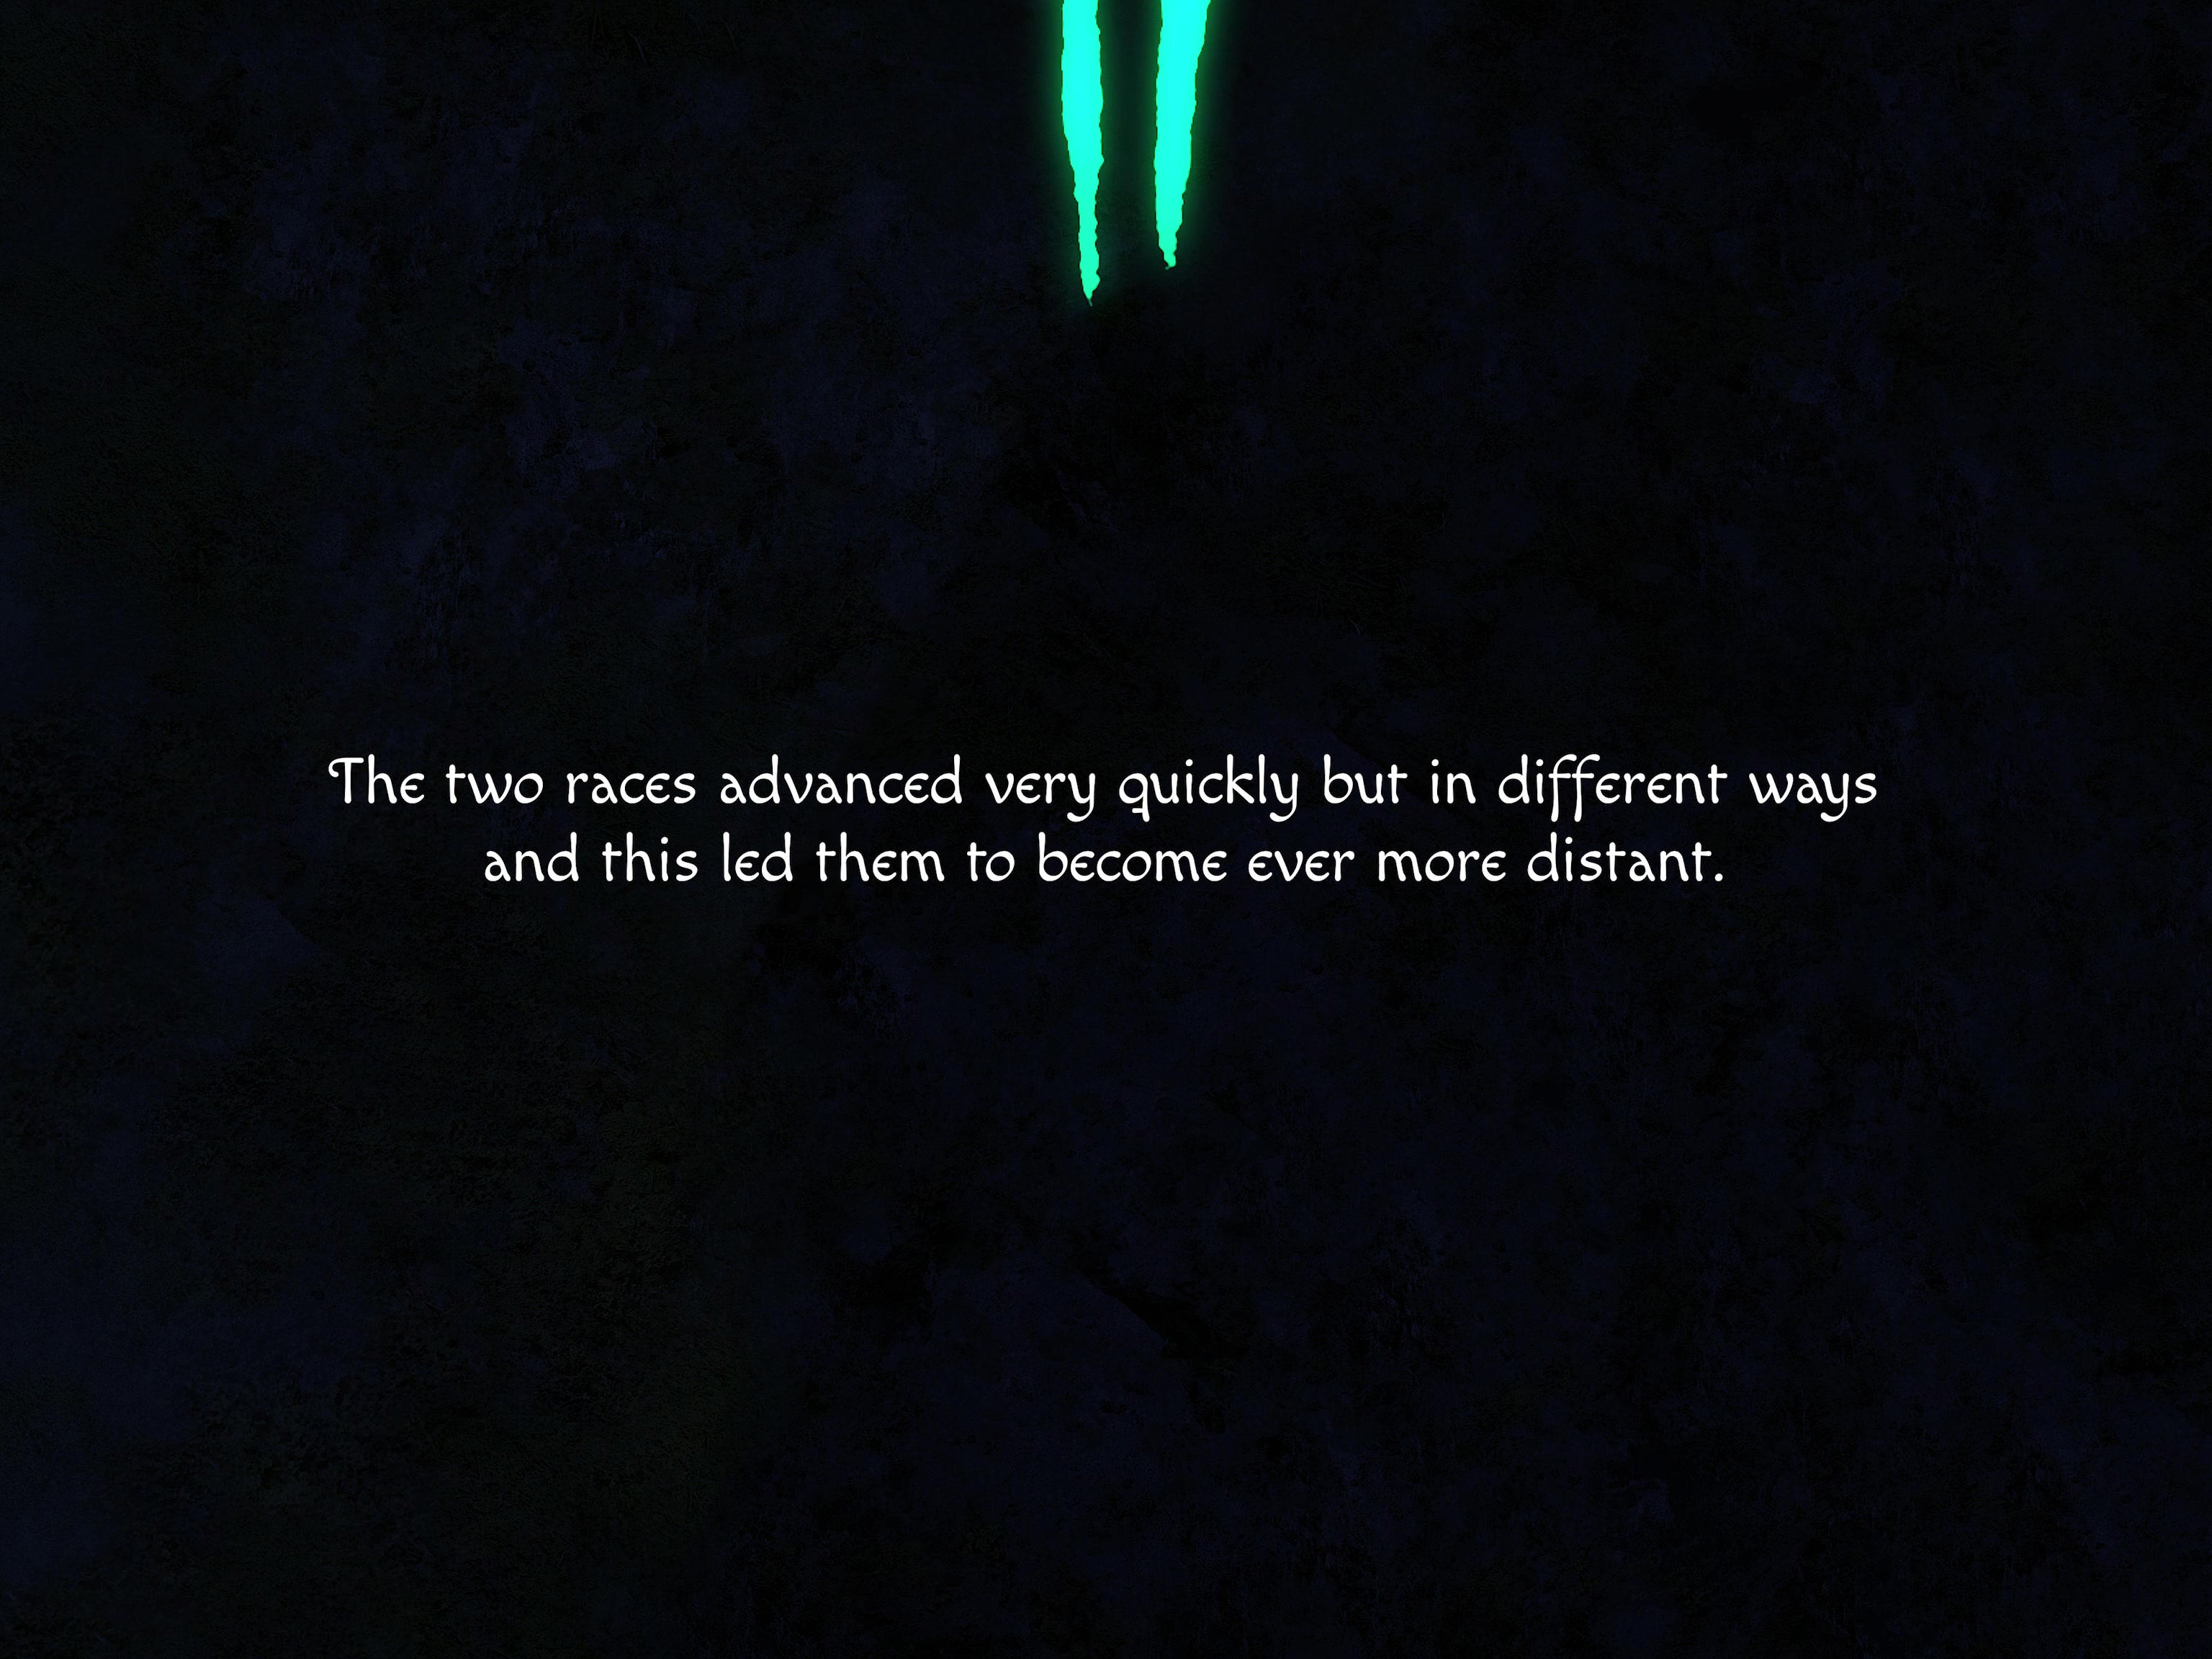 The two races advanced very quickly but in different ways
and this led them to become ever more distant.